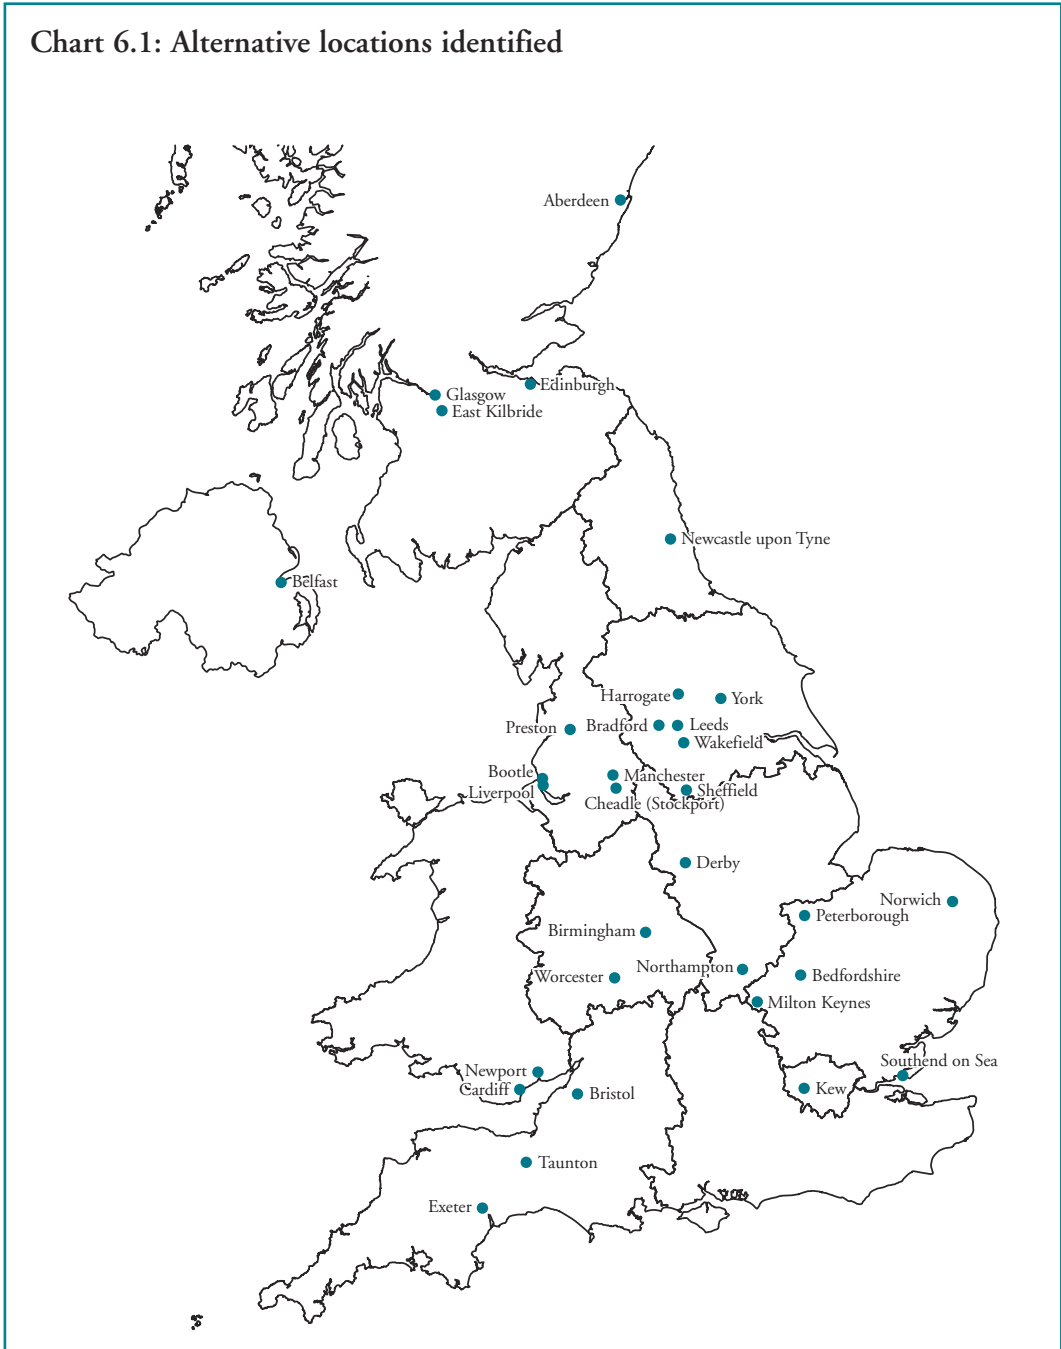 Chart 6.1: Alternative locations identified
Aberdeen
Edinburgh
Glasgow
East Kilbride
Newcastle upon Tyne
Belfast
Harrogate
York
Preston
Bradford
Leeds
Wakefield
Bootle
Manchester
Liverpool
Sheffield
Cheadle (Stockport)
Derby
Norwich
Peterborough
Birmingham
Northampton
Worcester
Bedfordshire
Milton Keynes
Southend on Sea
Newport
Cardiff
Kew
Bristol
Taunton
Exeter